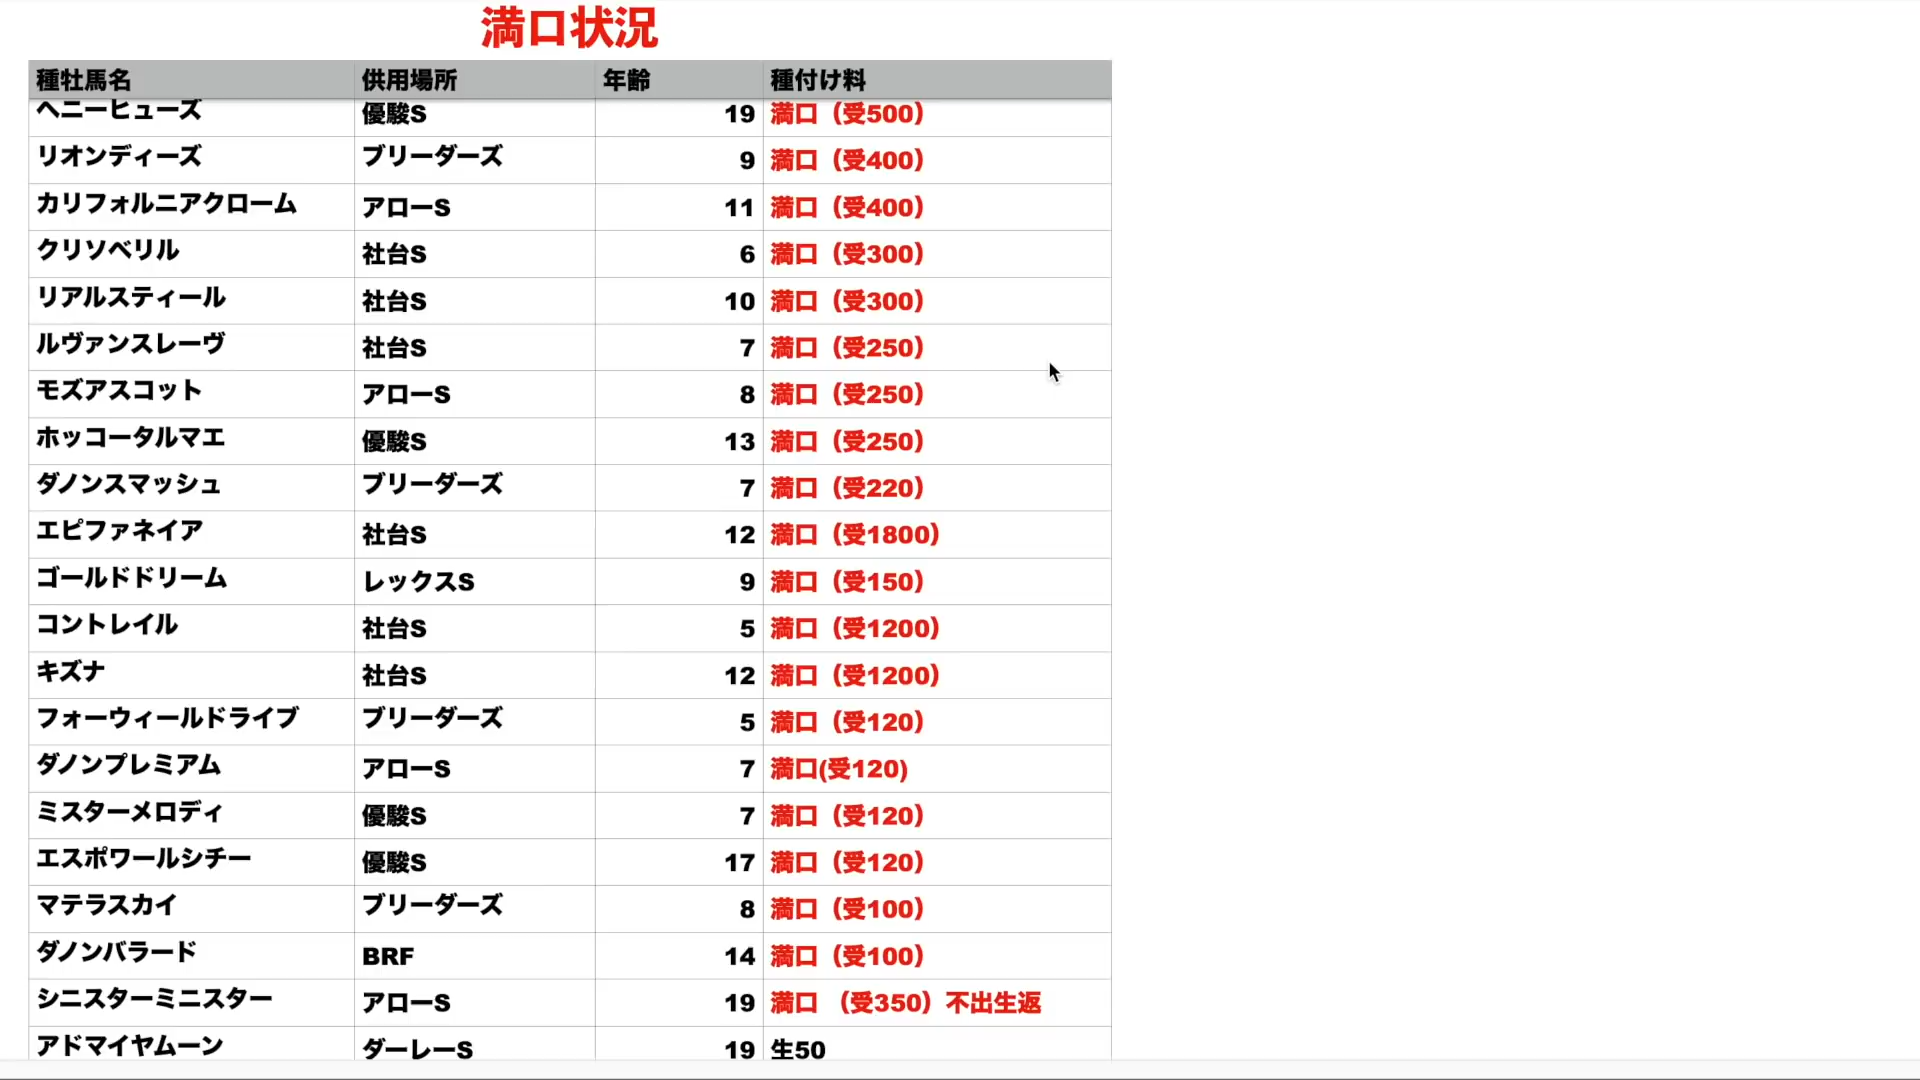 満口状況
種牡馬名 供用場所 年齢 種付け料
ヘニーヒューズ 優駿S 19 満口（受500）
リオンディーズ ブリーダーズ 9 満口（受400）
カリフォルニアクローム アローS 11 満口（受400）
クリソベリル 社台S 6 満口（受300）
リアルスティール 社台S 10 満口（受300）
ルヴァンスレーヴ 社台S 7 満口（受250）
モズアスコット アローS 8 満口（受250）
ホッコータルマエ 優駿S 13 満口（受250）
ダノンスマッシュ ブリーダーズ 7 満口（受220）
エピファネイア 社台S 12 満口（受1800）
ゴールドドリーム レックスS 9 満口（受150）
コントレイル 社台S 5 満口（受1200）
キズナ 社台S 12 満口（受1200）
フォーウィールドライブ ブリーダーズ 5 満口（受120）
ダノンプレミアム アローS 7 満口(受120)
ミスターメロディ 優駿S 7 満口（受120）
エスポワールシチー 優駿S 17 満口（受120）
マテラスカイ ブリーダーズ 8 満口（受100）
ダノンバラード BRF 14 満口（受100）
シニスターミニスター アローS 19 満口 （受350）不出生返
アドマイヤムーン ダーレーS 19 生50